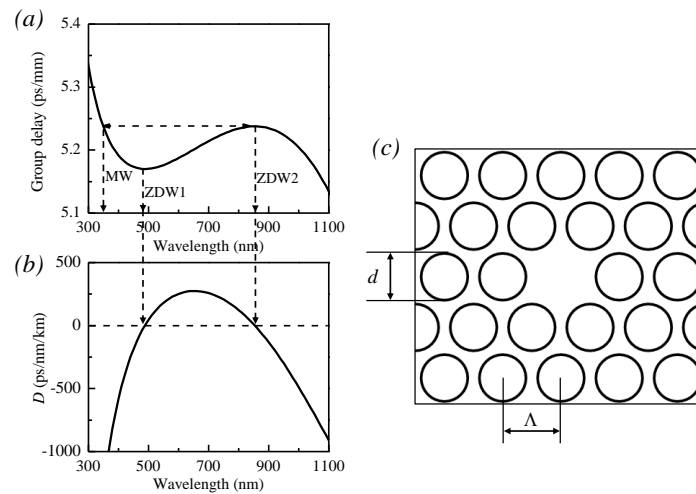 (a)
5.4
5.3
5.2
5.1
Group delay (ps/mm)
MW
ZDW1
ZDW2
300 500 700 900 1100
Wavelength (nm)
(b)
500
0
-500
-1000
D (ps/nm/km)
300 500 700 900 1100
Wavelength (nm)
(c)
d
Λ